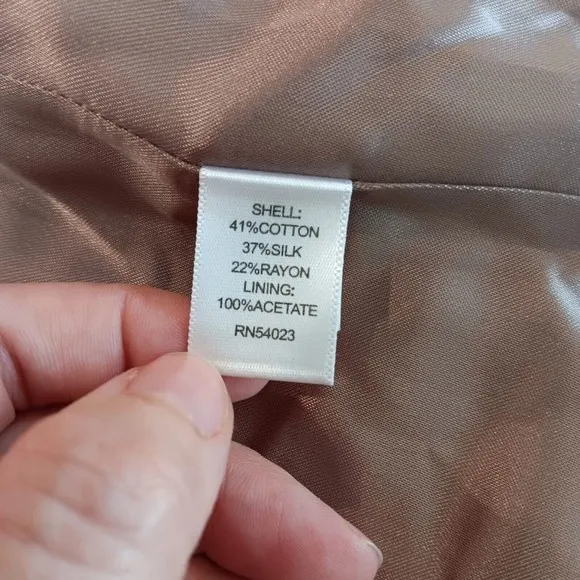 SHELL:
41%COTTON
37%SILK
22%RAYON
LINING:
100%ACETATE
RN54023